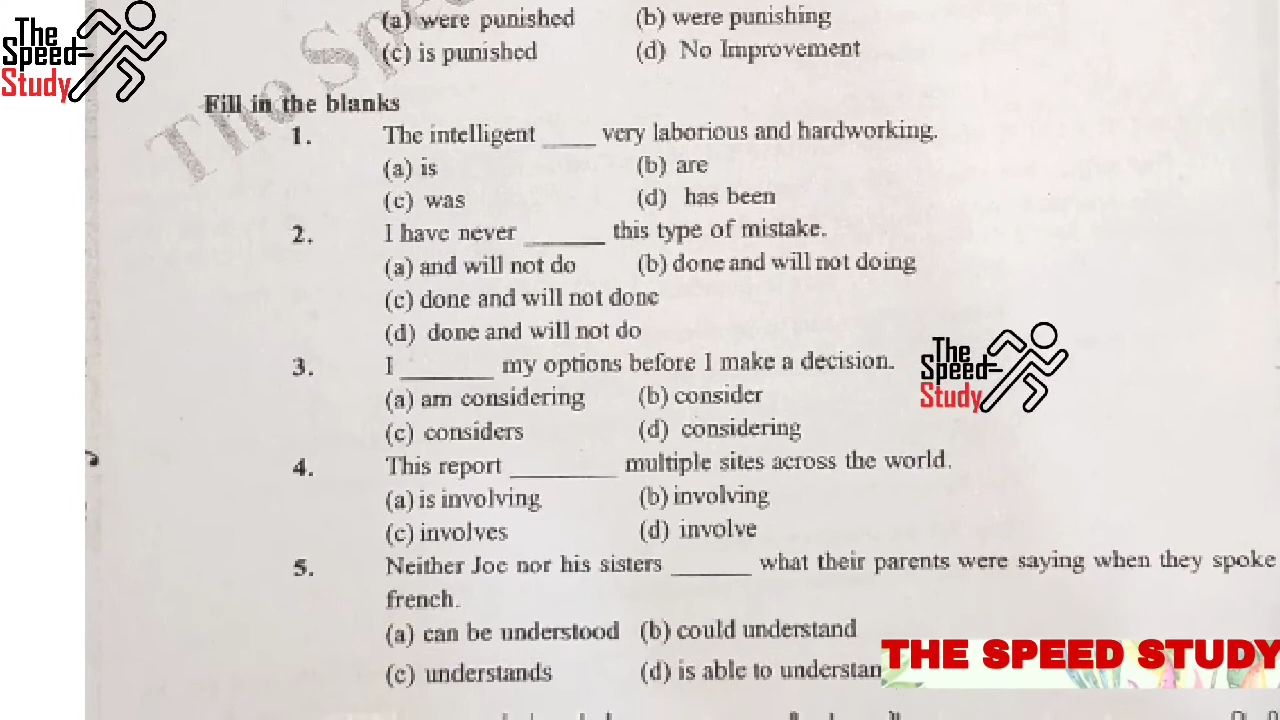 The
Speed
Study
The Spee
(a) were punished (b) were punishing
(c) is punished (d) No Improvement
Fill in the blanks
1. The intelligent ____ very laborious and hardworking.
(a) is (b) are
(c) was (d) has been
2. I have never ______ this type of mistake.
(a) and will not do (b) done and will not doing
(c) done and will not done
(d) done and will not do
3. I _______ my options before I make a decision.
(a) am considering (b) consider
(c) considers (d) considering
The
Speed
Study
4. This report ________ multiple sites across the world.
(a) is involving (b) involving
(c) involves (d) involve
5. Neither Joe nor his sisters ______ what their parents were saying when they spoke
french.
(a) can be understood (b) could understand
(c) understands (d) is able to understan
THE SPEED STUDY